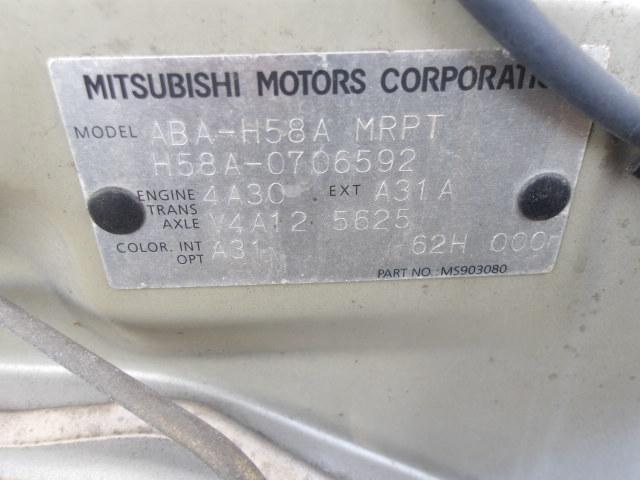 MITSUBISHI MOTORS CORPORATI
MODEL ABA-H58A MRPT
H58A-0706592
ENGINE 4A30 EXT A31A
TRANS AXLE V4A12 5625
COLOR. INT OPT A31 62H 000
PART NO.: MS903080